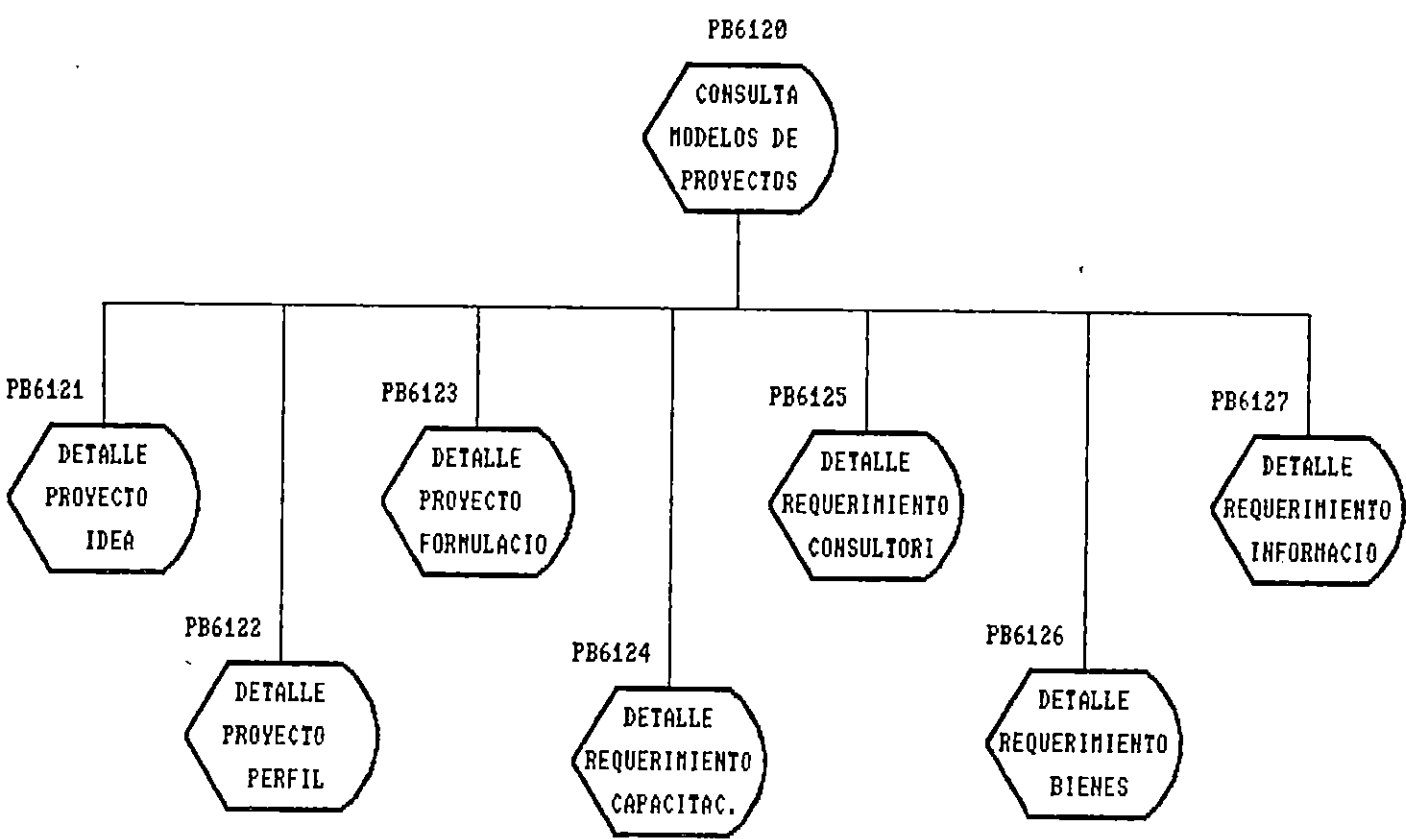 PB6120
CONSULTA
MODELOS DE
PROYECTOS
PB6121
DETALLE
PROYECTO
IDEA
PB6123
DETALLE
PROYECTO
FORMULACIO
PB6125
DETALLE
REQUERIMIENTO
CONSULTORI
PB6127
DETALLE
REQUERIMIENTO
INFORMACIO
PB6122
DETALLE
PROYECTO
PERFIL
PB6124
DETALLE
REQUERIMIENTO
CAPACITAC.
PB6126
DETALLE
REQUERIMIENTO
BIENES